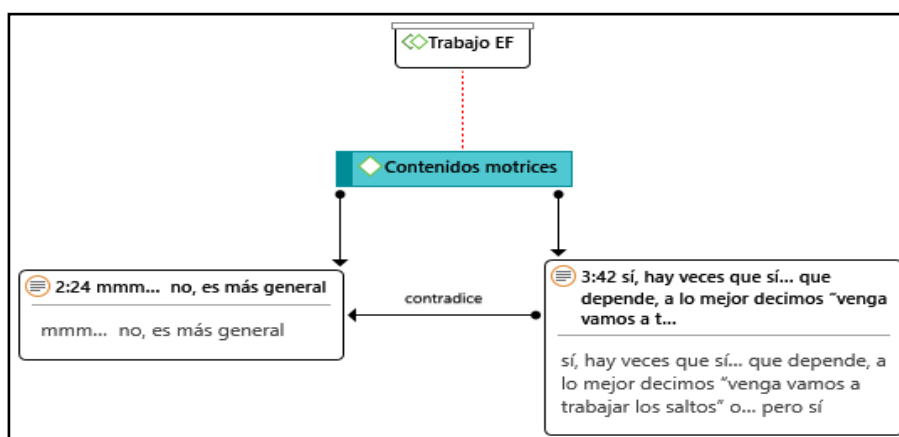 Trabajo EF
Contenidos motrices
2:24 mmm... no, es más general
mmm... no, es más general
contradice
3:42 sí, hay veces que sí... que
depende, a lo mejor decimos “venga
vamos a t...
sí, hay veces que sí... que depende, a
lo mejor decimos “venga vamos a
trabajar los saltos” o... pero sí